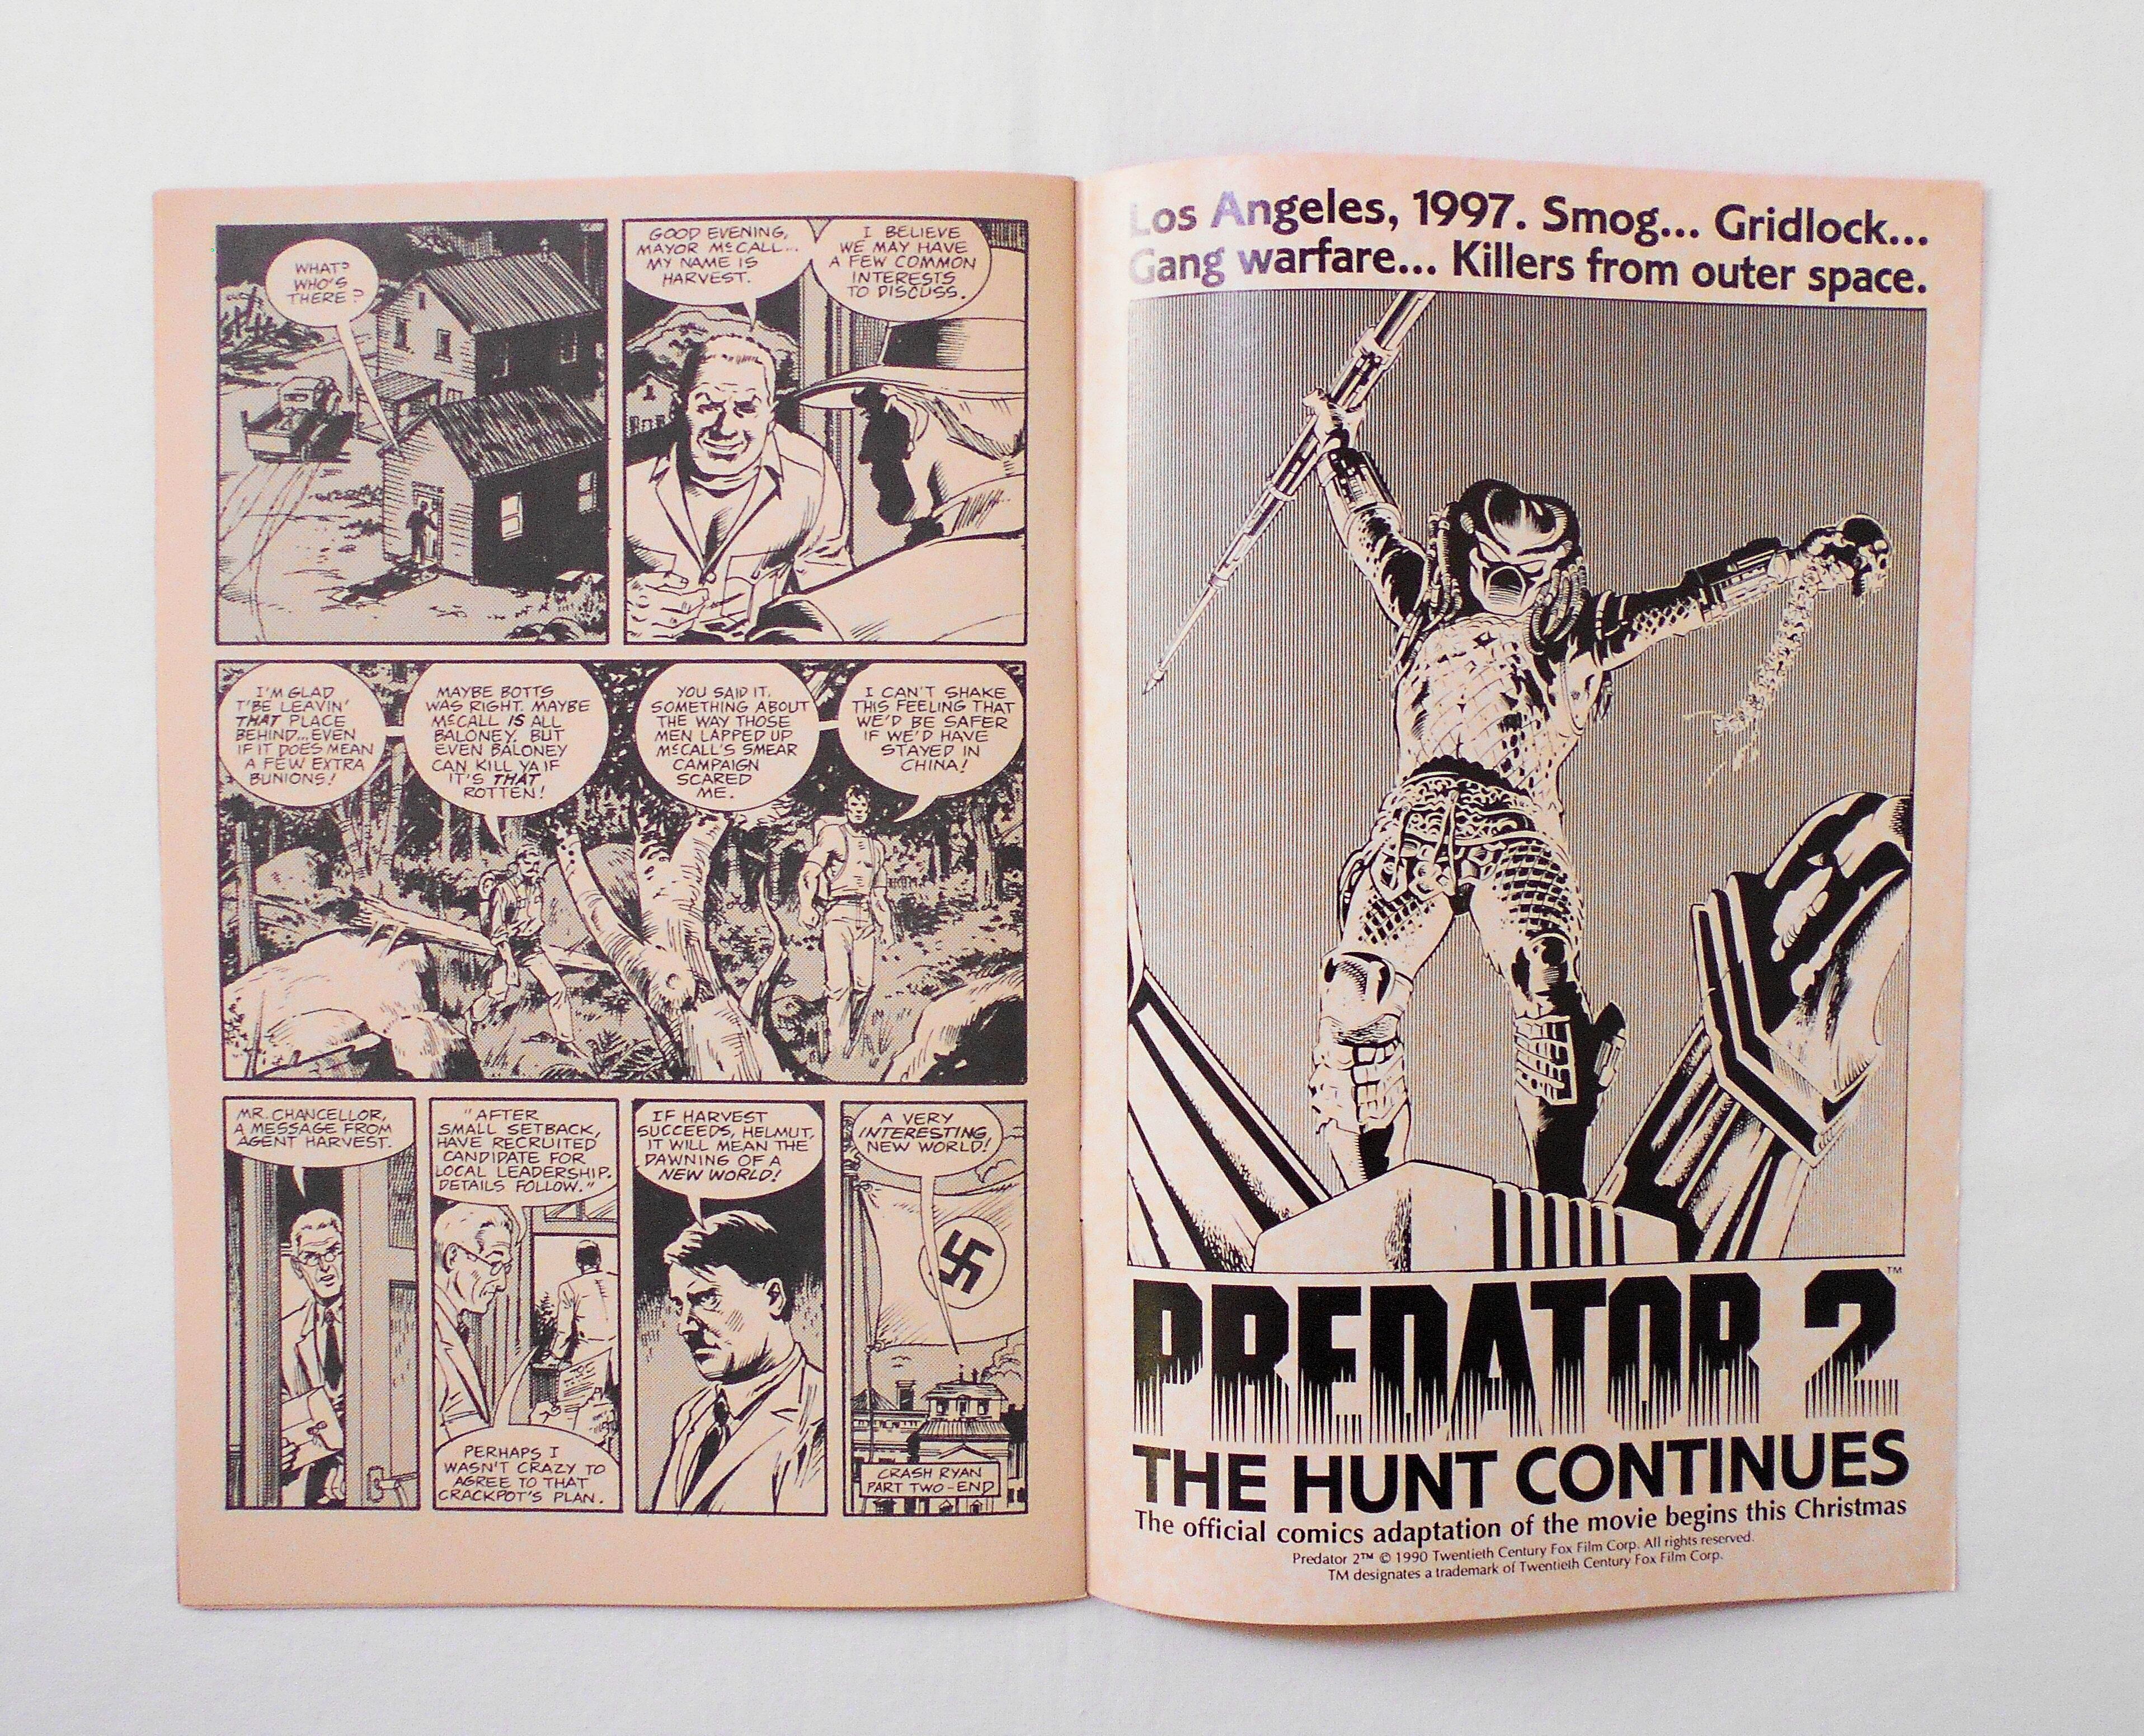 WHAT?
WHO'S
THERE?
GOOD EVENING,
MAYOR McCALL...
MY NAME IS
HARVEST.
I BELIEVE
WE MAY HAVE
A FEW COMMON
INTERESTS
TO DISCUSS.
I'M GLAD
T'BE LEAVIN'
THAT PLACE
BEHIND...EVEN
IF IT DOES MEAN
A FEW EXTRA
BUNIONS!
MAYBE BOTTS
WAS RIGHT. MAYBE
McCALL IS ALL
BALONEY. BUT
EVEN BALONEY
CAN KILL YA IF
IT'S THAT
ROTTEN!
YOU SAID IT.
SOMETHING ABOUT
THE WAY THOSE
MEN LAPPED UP
McCALL'S SMEAR
CAMPAIGN
SCARED
ME.
I CAN'T SHAKE
THIS FEELING THAT
WE'D BE SAFER
IF WE'D HAVE
STAYED IN
CHINA!
MR. CHANCELLOR,
A MESSAGE FROM
AGENT HARVEST.
"AFTER
SMALL SETBACK,
HAVE RECRUITED
CANDIDATE FOR
LOCAL LEADERSHIP.
DETAILS FOLLOW."
PERHAPS I
WASN'T CRAZY TO
AGREE TO THAT
CRACKPOT'S PLAN.
IF HARVEST
SUCCEEDS, HELMUT,
IT WILL MEAN THE
DAWNING OF A
NEW WORLD!
A VERY
INTERESTING
NEW WORLD!
CRASH RYAN
PART TWO-END
Los Angeles, 1997. Smog... Gridlock...
Gang warfare... Killers from outer space.
PREDATOR 2™
THE HUNT CONTINUES
The official comics adaptation of the movie begins this Christmas
Predator 2™ © 1990 Twentieth Century Fox Film Corp. All rights reserved.
TM designates a trademark of Twentieth Century Fox Film Corp.